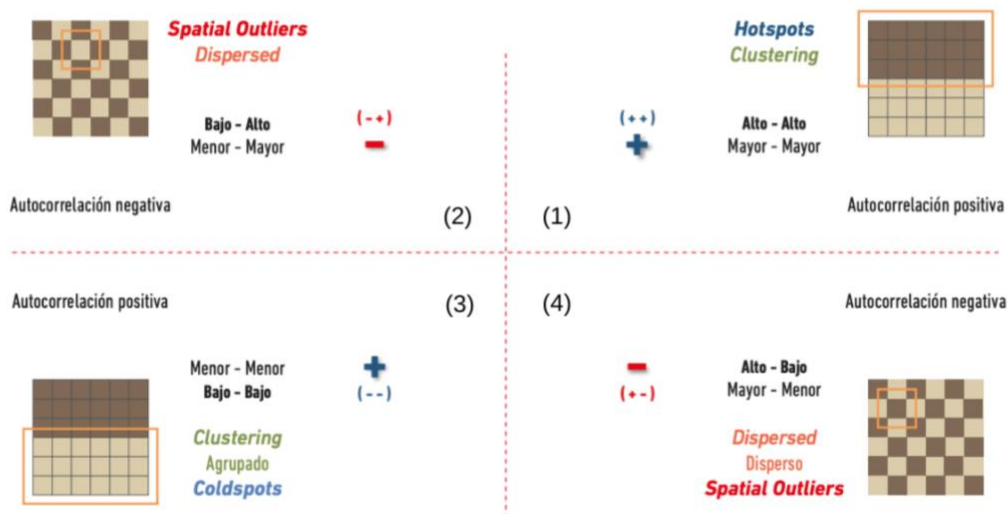 Spatial Outliers
Dispersed
Bajo - Alto
(-+)
Menor - Mayor
-
Autocorrelación negativa
(2)
Hotspots
Clustering
(++)
Alto - Alto
+
Mayor - Mayor
(1)
Autocorrelación positiva
Autocorrelación positiva
(3)
Menor - Menor
+
Bajo - Bajo
(--)
Clustering
Agrupado
Coldspots
(4)
Autocorrelación negativa
-
Alto - Bajo
(+-)
Mayor - Menor
Dispersed
Disperso
Spatial Outliers